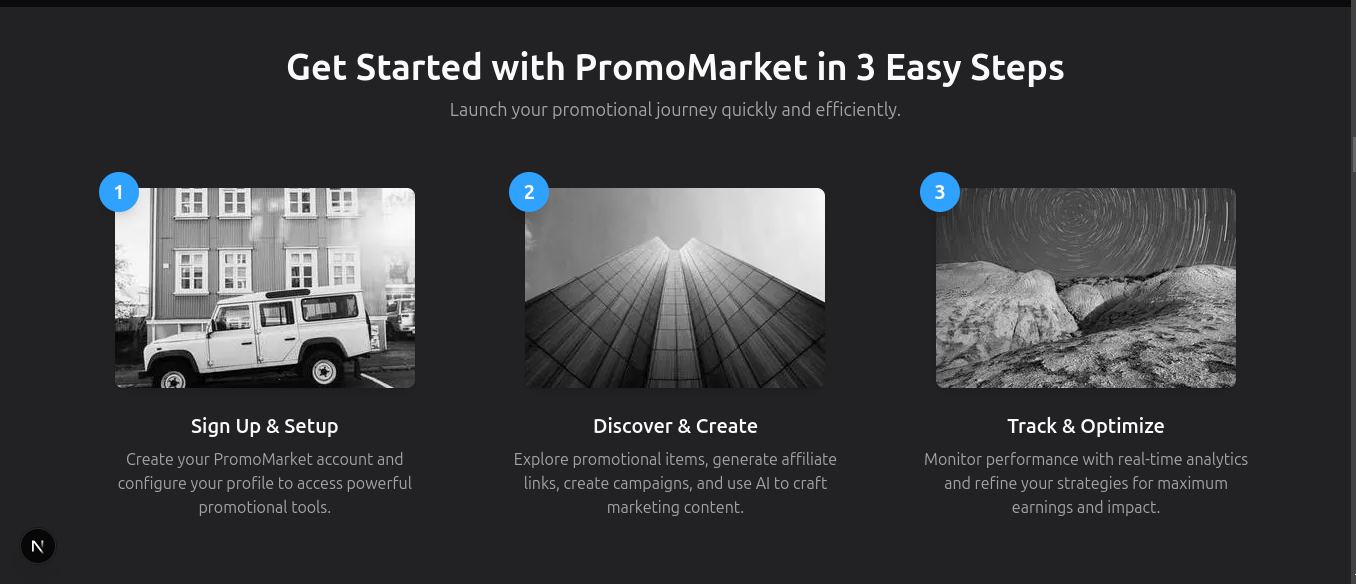 Get Started with PromoMarket in 3 Easy Steps
Launch your promotional journey quickly and efficiently.
1
2
3
Sign Up & Setup
Create your PromoMarket account and
configure your profile to access powerful
promotional tools.
Discover & Create
Explore promotional items, generate affiliate
links, create campaigns, and use AI to craft
marketing content.
Track & Optimize
Monitor performance with real-time analytics
and refine your strategies for maximum
earnings and impact.
N